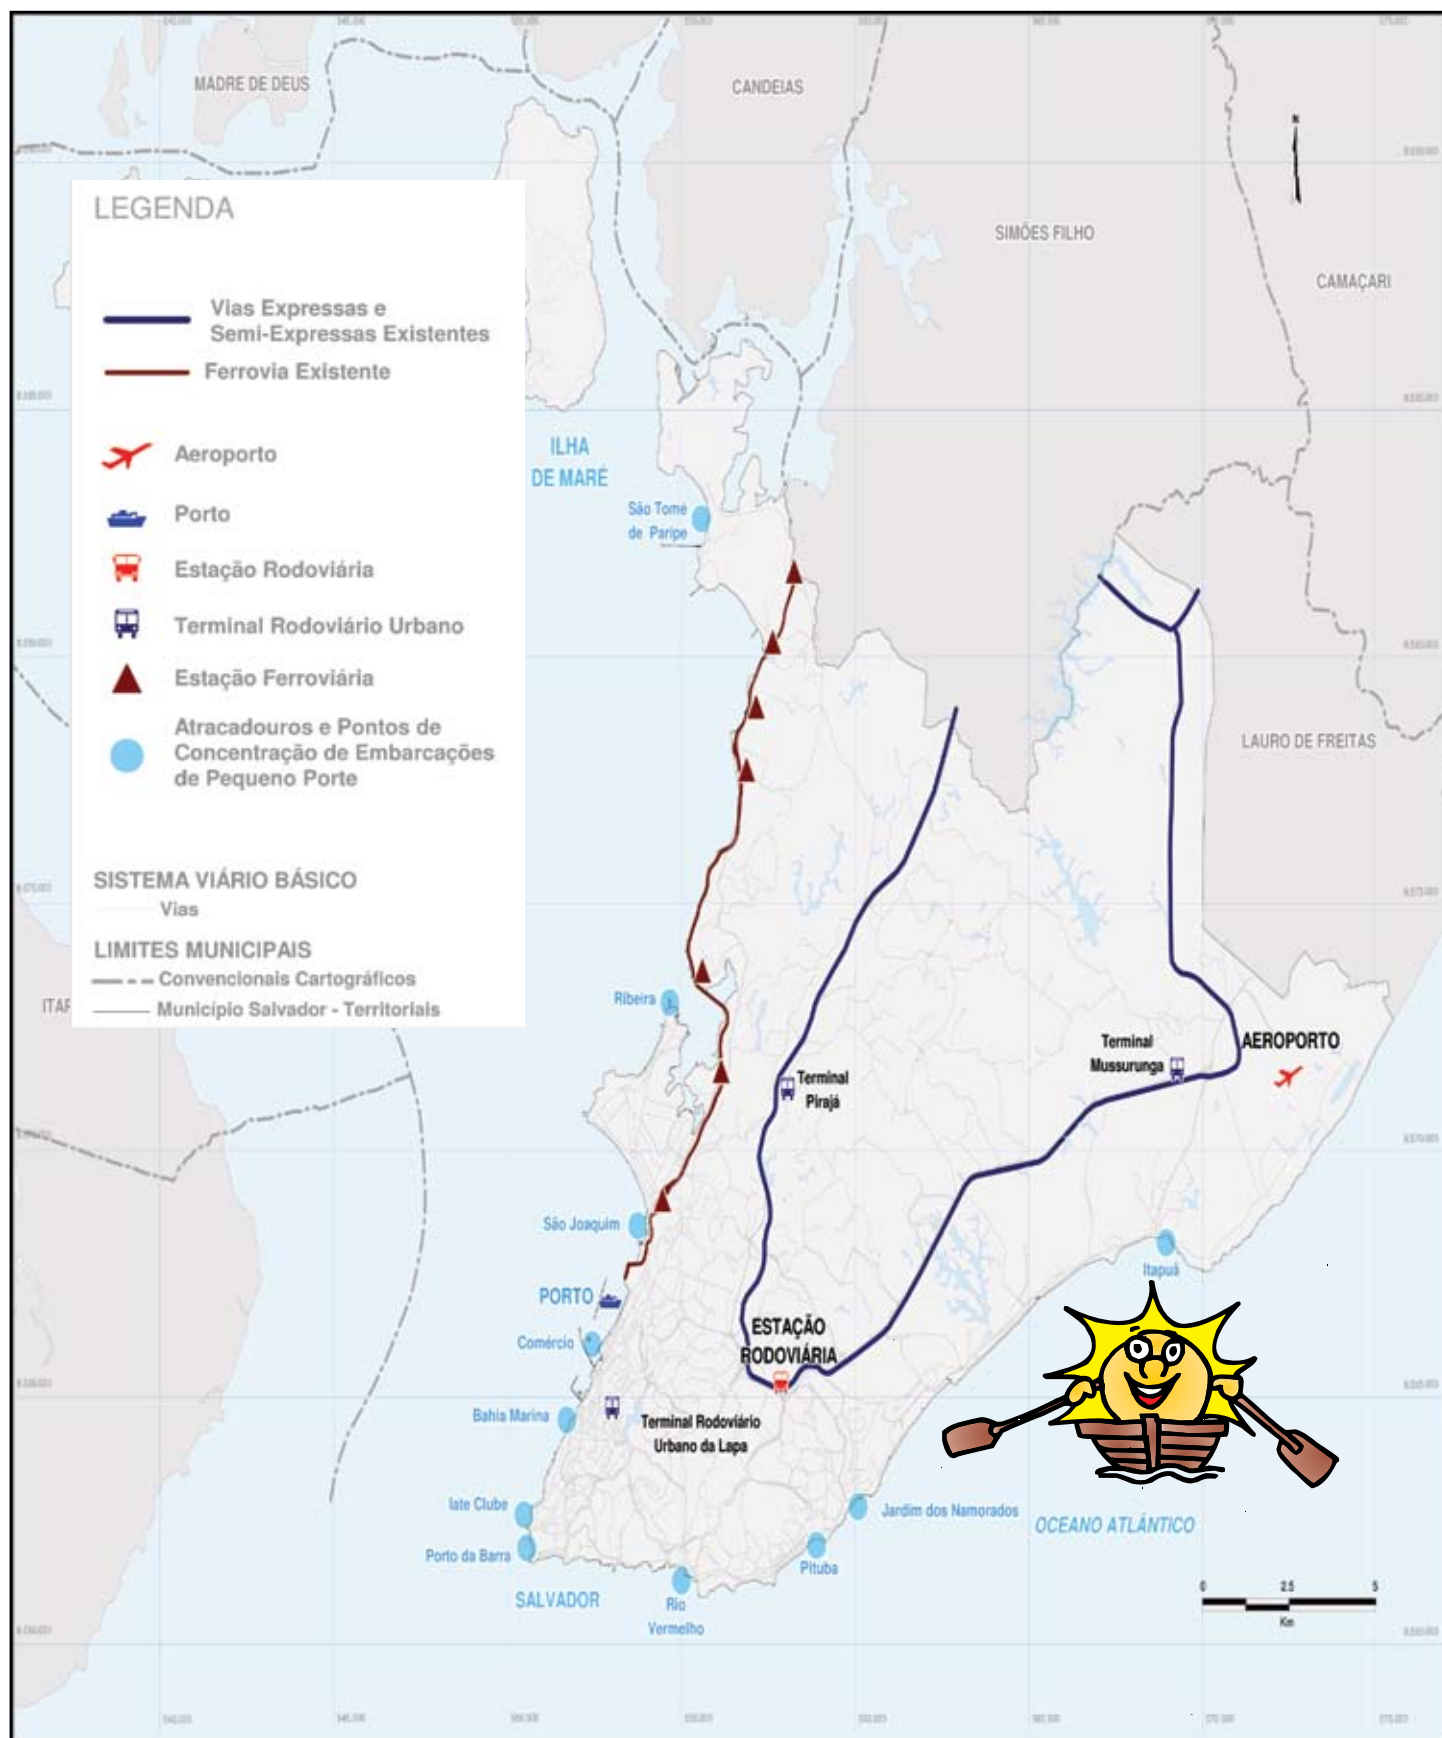 MADRE DE DEUS
CANDEIAS
N
SIMÕES FILHO
CAMAÇARI
LEGENDA
Vias Expressas e
Semi-Expressas Existentes
Ferrovia Existente
Aeroporto
Porto
Estação Rodoviária
Terminal Rodoviário Urbano
Estação Ferroviária
Atracadouros e Pontos de
Concentração de Embarcações
de Pequeno Porte
SISTEMA VIÁRIO BÁSICO
Vias
LIMITES MUNICIPAIS
Convencionais Cartográficos
Município Salvador - Territoriais
ILHA
DE MARÉ
São Tomé
de Paripe
LAURO DE FREITAS
Ribeira
Terminal
Mussurunga
AEROPORTO
Terminal
Pirajá
São Joaquim
Itapuã
PORTO
Comércio
ESTAÇÃO
RODOVIÁRIA
Bahia Marina
Terminal Rodoviário
Urbano da Lapa
Iate Clube
Porto da Barra
Jardim dos Namorados
OCEANO ATLÁNTICO
Pituba
SALVADOR
Rio
Vermelho
0 2.5 5
Km